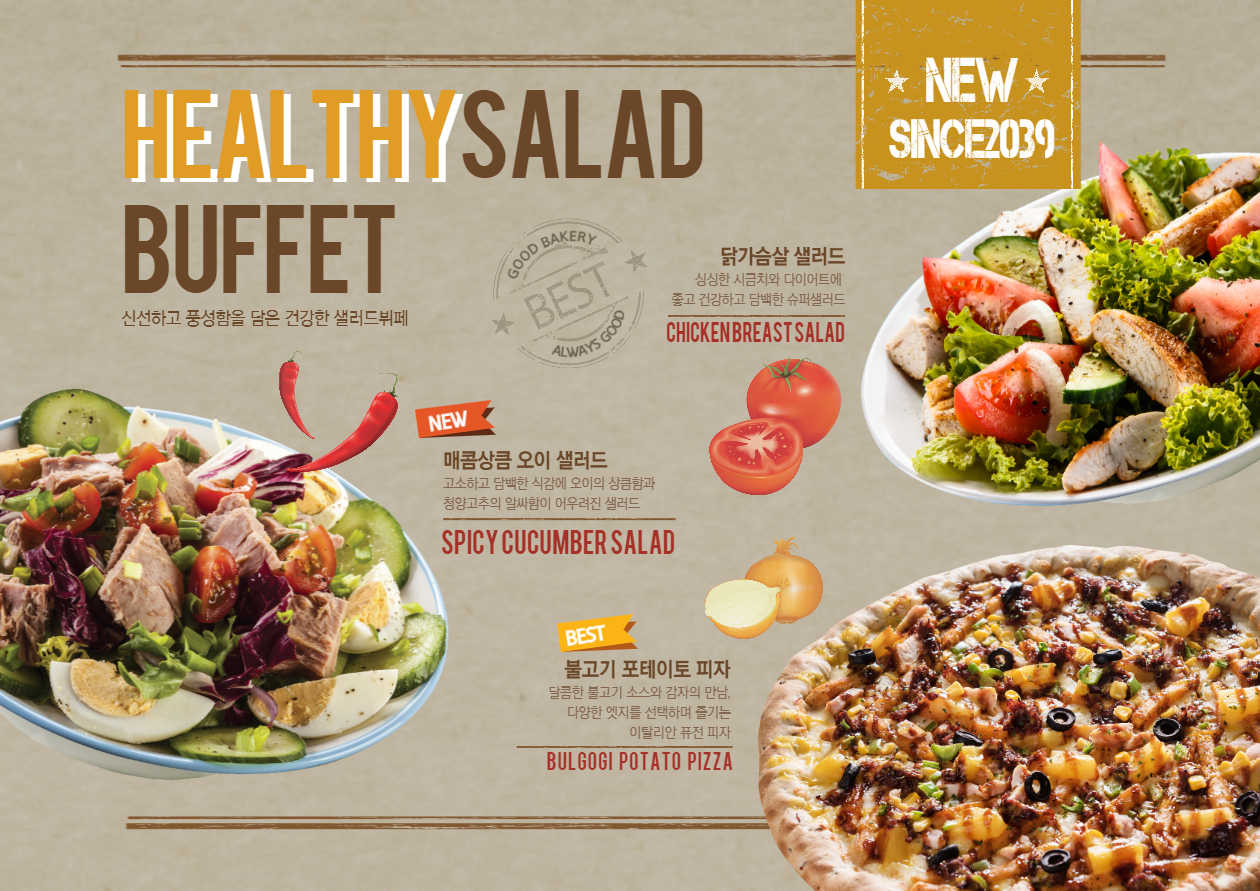 HEALTHYSALAD
BUFFET
신선하고 풍성함을 담은 건강한 샐러드뷔페
NEW
SINCE2039
GOOD BAKERY
BEST
ALWAYS GOOD
닭가슴살 샐러드
싱싱한 시금치와 다이어트에
좋고 건강하고 담백한 슈퍼샐러드
CHICKEN BREAST SALAD
NEW
매콤상큼 오이 샐러드
고소하고 담백한 식감에 오이의 상큼함과
청양고추의 알싸함이 어우러진 샐러드
SPICY CUCUMBER SALAD
BEST
불고기 포테이토 피자
달콤한 불고기 소스와 감자의 만남,
다양한 엣지를 선택하며 즐기는
이탈리안 퓨전 피자
BULGOGI POTATO PIZZA